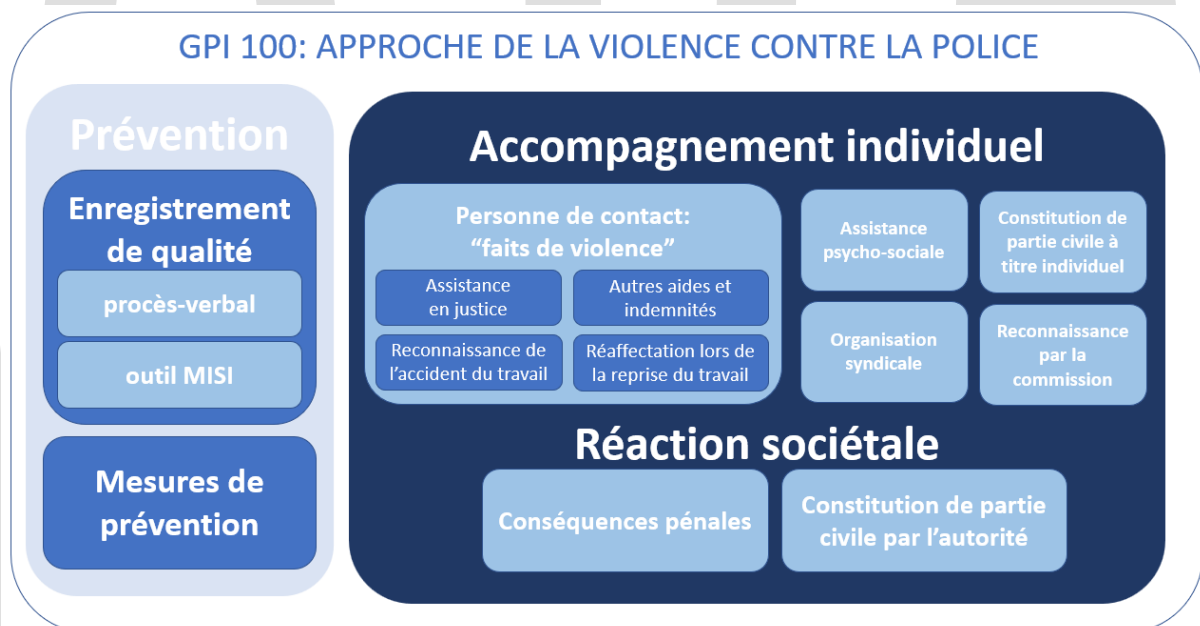 GPI 100: APPROCHE DE LA VIOLENCE CONTRE LA POLICE
Prévention
Enregistrement
de qualité
procès-verbal
outil MISI
Mesures de
prévention
Accompagnement individuel
Personne de contact:
“faits de violence”
Assistance
en justice
Autres aides et
indemnités
Reconnaissance de
l’accident du travail
Réaffectation lors de
la reprise du travail
Assistance
psycho-sociale
Constitution de
partie civile à
titre individuel
Organisation
syndicale
Reconnaissance
par la
commission
Réaction sociétale
Conséquences pénales
Constitution de partie
civile par l’autorité